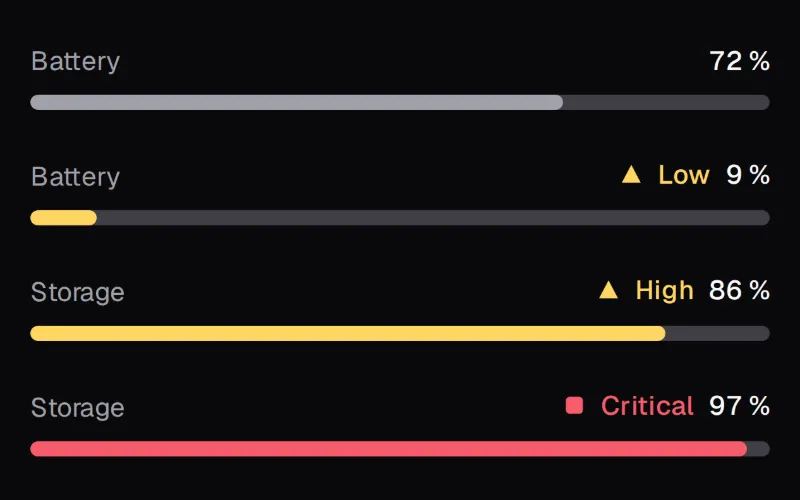 Battery 72 %
Battery Low 9 %
Storage High 86 %
Storage Critical 97 %